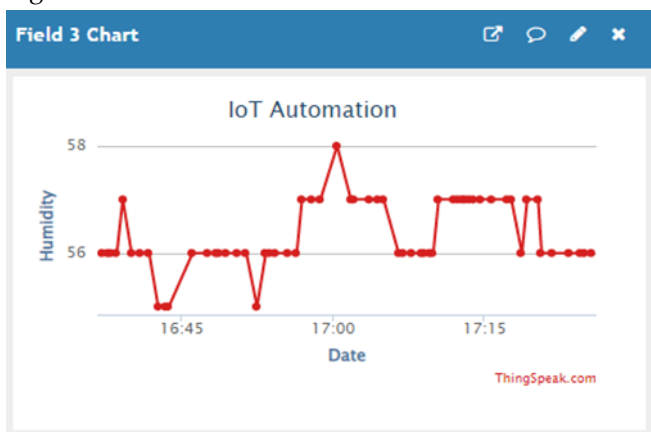 Field 3 Chart
IoT Automation
58
56
Humidity
16:45 17:00 17:15
Date
ThingSpeak.com